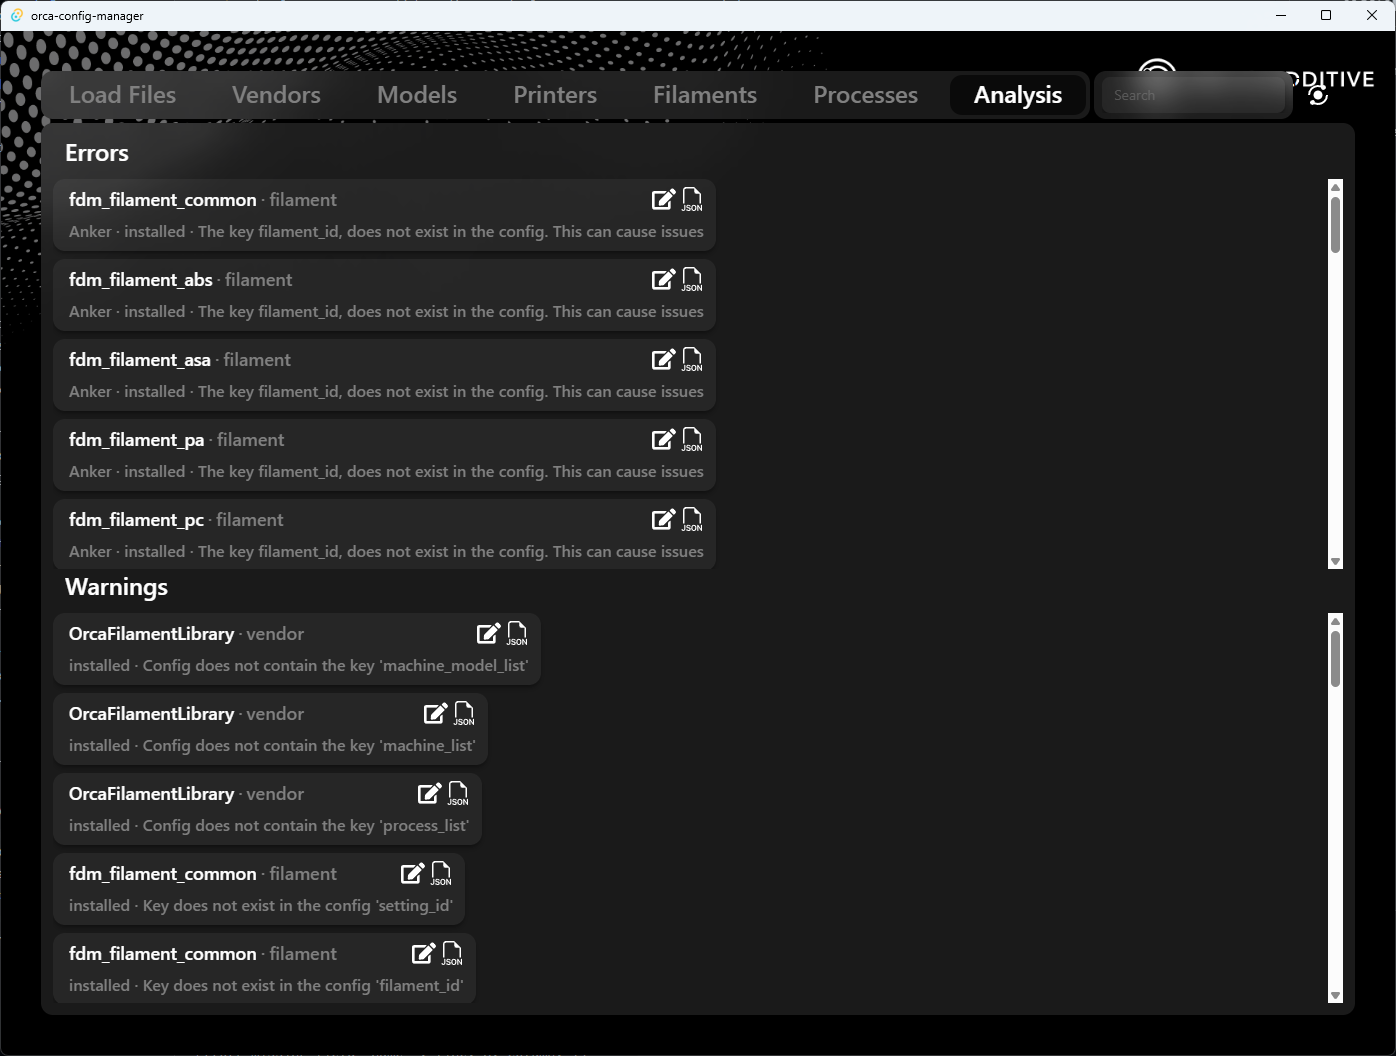 orca-config-manager
DDITIVE
Load Files Vendors Models Printers Filaments Processes Analysis Search
Errors
fdm_filament_common · filament JSON
Anker · installed · The key filament_id, does not exist in the config. This can cause issues
fdm_filament_abs · filament JSON
Anker · installed · The key filament_id, does not exist in the config. This can cause issues
fdm_filament_asa · filament JSON
Anker · installed · The key filament_id, does not exist in the config. This can cause issues
fdm_filament_pa · filament JSON
Anker · installed · The key filament_id, does not exist in the config. This can cause issues
fdm_filament_pc · filament JSON
Anker · installed · The key filament_id, does not exist in the config. This can cause issues
Warnings
OrcaFilamentLibrary · vendor JSON
installed · Config does not contain the key 'machine_model_list'
OrcaFilamentLibrary · vendor JSON
installed · Config does not contain the key 'machine_list'
OrcaFilamentLibrary · vendor JSON
installed · Config does not contain the key 'process_list'
fdm_filament_common · filament JSON
installed · Key does not exist in the config 'setting_id'
fdm_filament_common · filament JSON
installed · Key does not exist in the config 'filament_id'